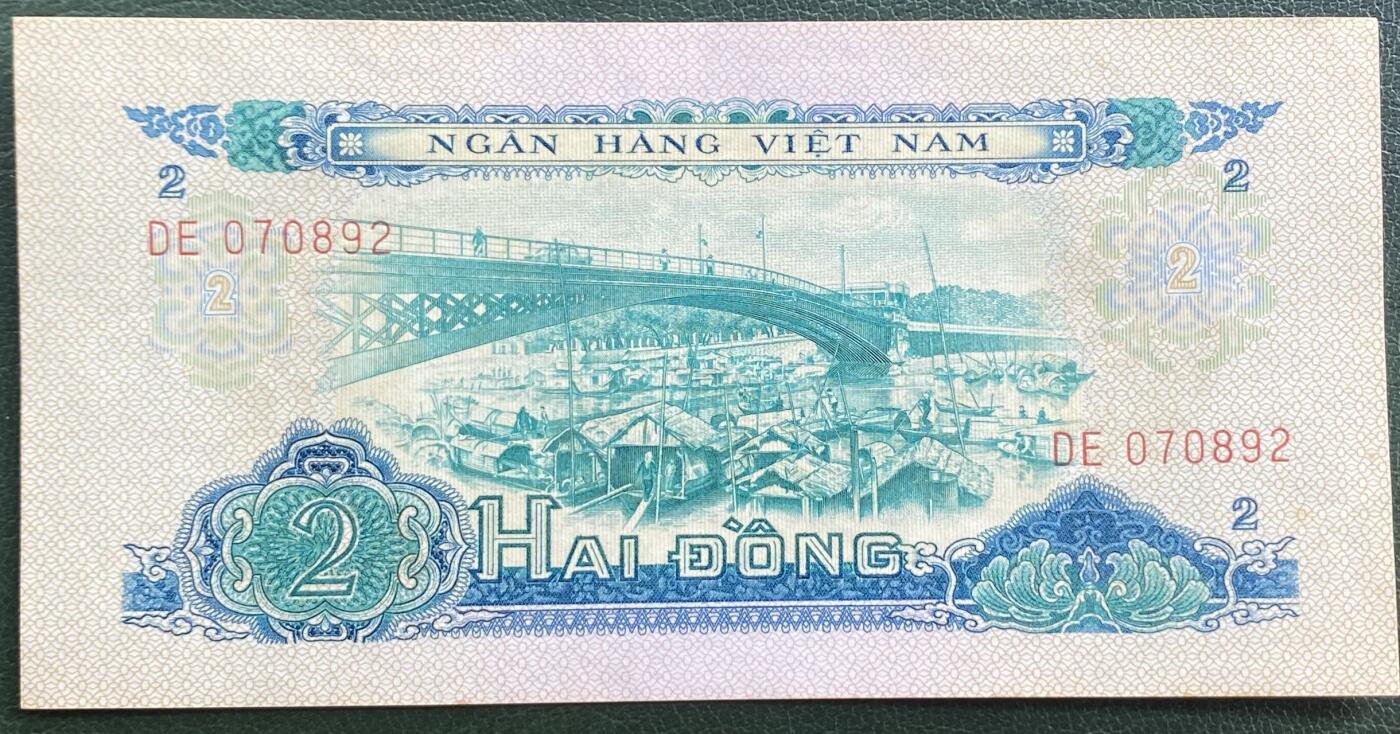 NGÂN HÀNG VIỆT NAM
2 2
DE 070892
2 2
DE 070892
2
2
HAI ĐỒNG